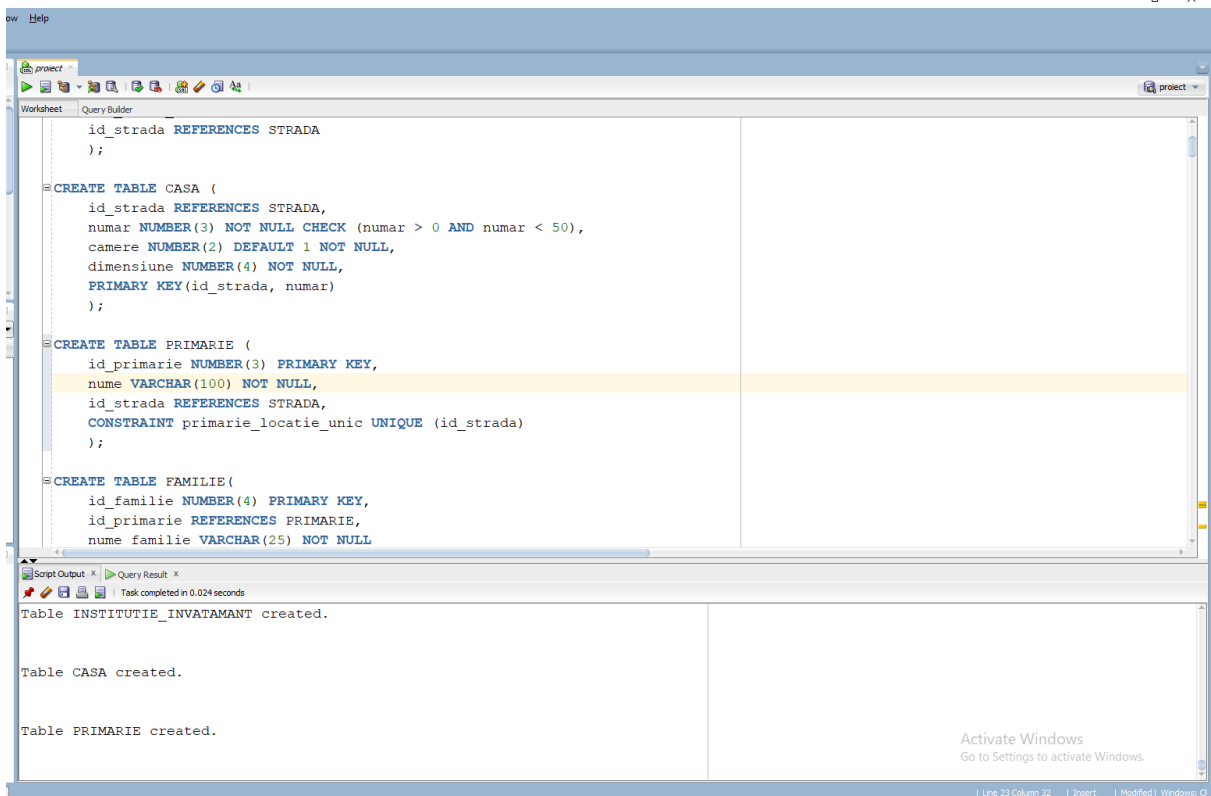 ow Help
proiect
proiect
Worksheet Query Builder
id_strada REFERENCES STRADA
);
CREATE TABLE CASA (
id_strada REFERENCES STRADA,
numar NUMBER(3) NOT NULL CHECK (numar > 0 AND numar < 50),
camere NUMBER(2) DEFAULT 1 NOT NULL,
dimensiune NUMBER(4) NOT NULL,
PRIMARY KEY(id_strada, numar)
);
CREATE TABLE PRIMARIE (
id_primarie NUMBER(3) PRIMARY KEY,
nume VARCHAR(100) NOT NULL,
id_strada REFERENCES STRADA,
CONSTRAINT primarie_locatie_unic UNIQUE (id_strada)
);
CREATE TABLE FAMILIE(
id_familie NUMBER(4) PRIMARY KEY,
id_primarie REFERENCES PRIMARIE,
nume_familie VARCHAR(25) NOT NULL
Script Output x Query Result x
Task completed in 0.024 seconds
Table INSTITUTIE_INVATAMANT created.
Table CASA created.
Table PRIMARIE created.
Activate Windows
Go to Settings to activate Windows.
| Line 23 Column 32 | Insert | Modified | Windows: C